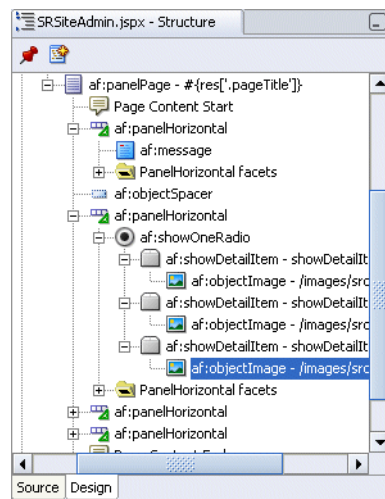 SRSiteAdmin.jspx - Structure
af:panelPage - #{res['.pageTitle']}
Page Content Start
af:panelHorizontal
af:message
PanelHorizontal facets
af:objectSpacer
af:panelHorizontal
af:showOneRadio
af:showDetailItem - showDetailIt
af:objectImage - /images/src
af:showDetailItem - showDetailIt
af:objectImage - /images/src
af:showDetailItem - showDetailIt
af:objectImage - /images/src
PanelHorizontal facets
af:panelHorizontal
af:panelHorizontal
Source Design